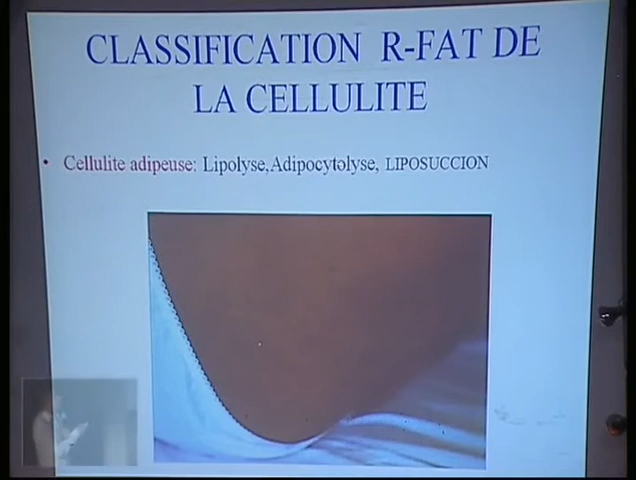 CLASSIFICATION R-FAT DE
LA CELLULITE
• Cellulite adipeuse: Lipolyse,Adipocytolyse, LIPOSUCCION